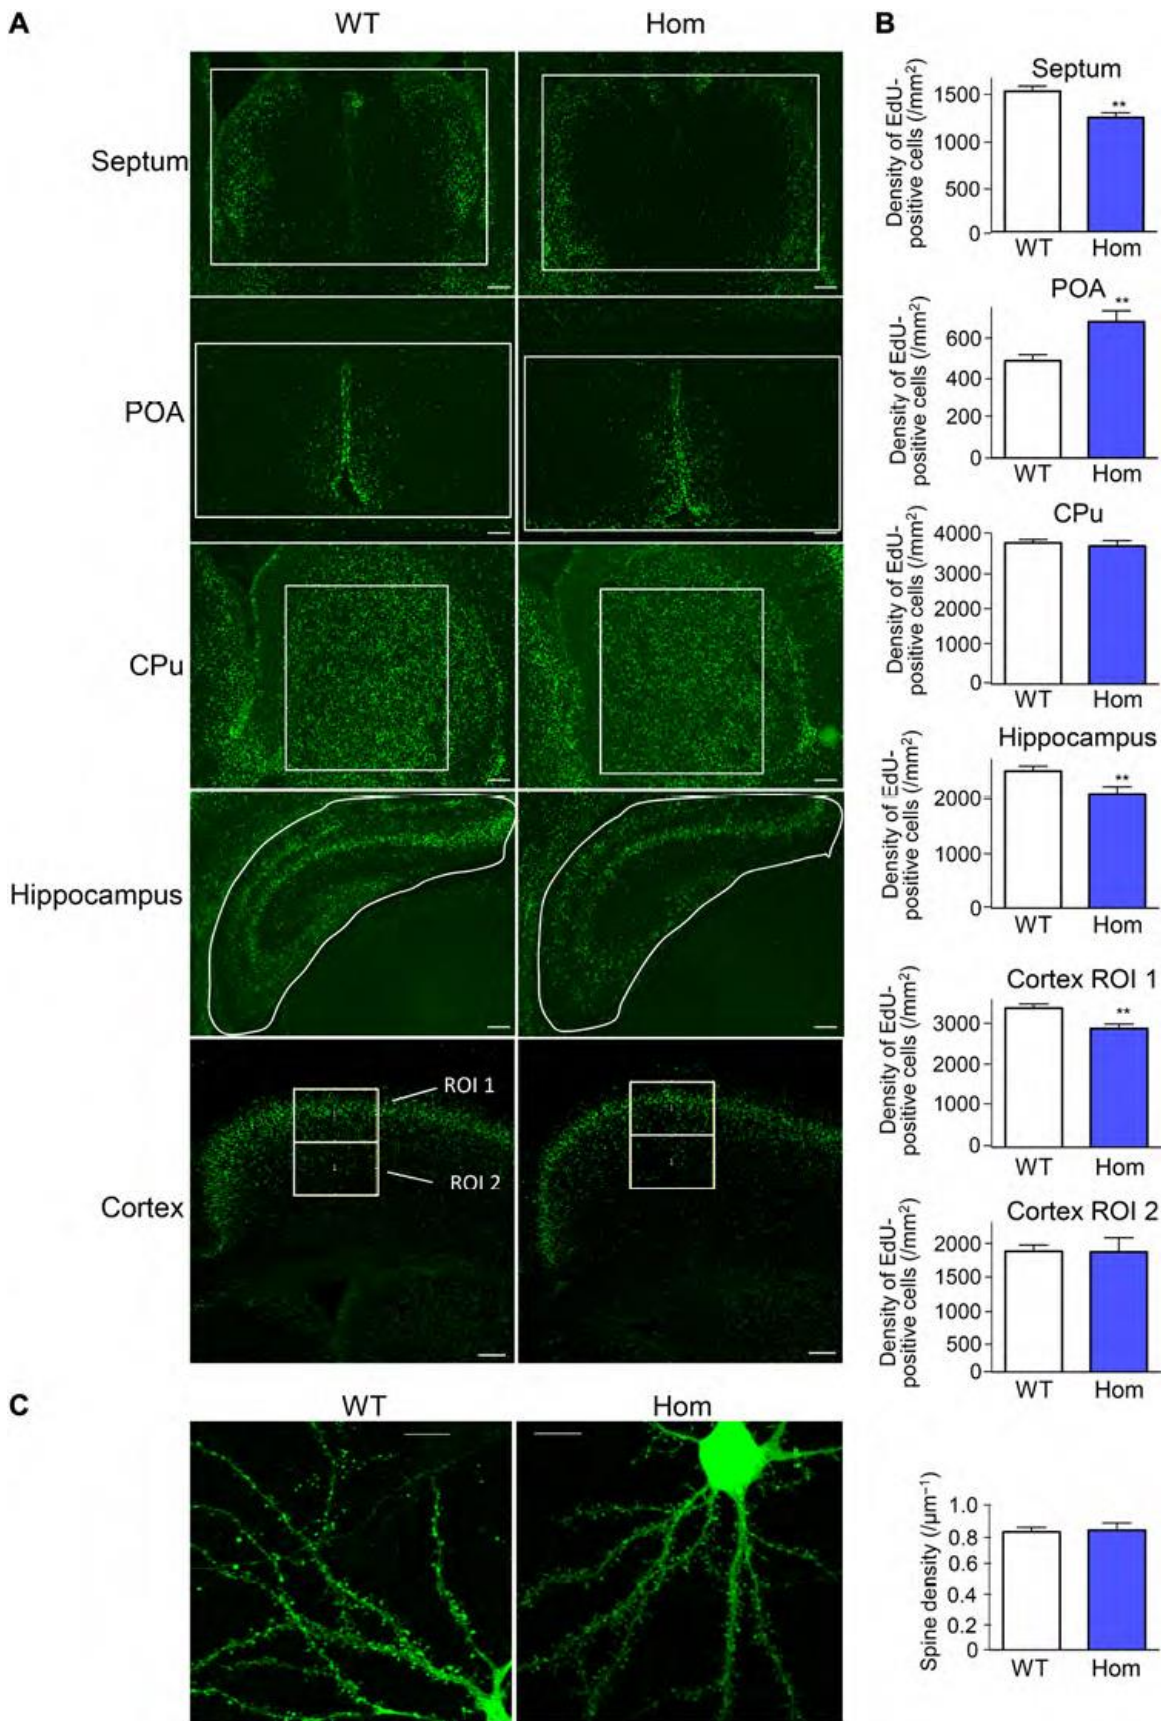 A
WT
Hom
B
Septum
POA
CPu
Hippocampus
Cortex
ROI 1
ROI 2
1
1
Septum
Density of EdU-
positive cells (/mm²)
1500
1000
500
0
**
WT
Hom
POA
Density of EdU-
positive cells (/mm²)
600
400
200
0
**
WT
Hom
CPu
Density of EdU-
positive cells (/mm²)
4000
3000
2000
1000
0
WT
Hom
Hippocampus
Density of EdU-
positive cells (/mm²)
2000
1000
0
**
WT
Hom
Cortex ROI 1
Density of EdU-
positive cells (/mm²)
3000
2000
1000
0
**
WT
Hom
Cortex ROI 2
Density of EdU-
positive cells (/mm²)
2000
1500
1000
500
0
WT
Hom
C
WT
Hom
Spine density (/μm⁻¹)
1.0
0.8
0.6
0.4
0.2
0
WT
Hom